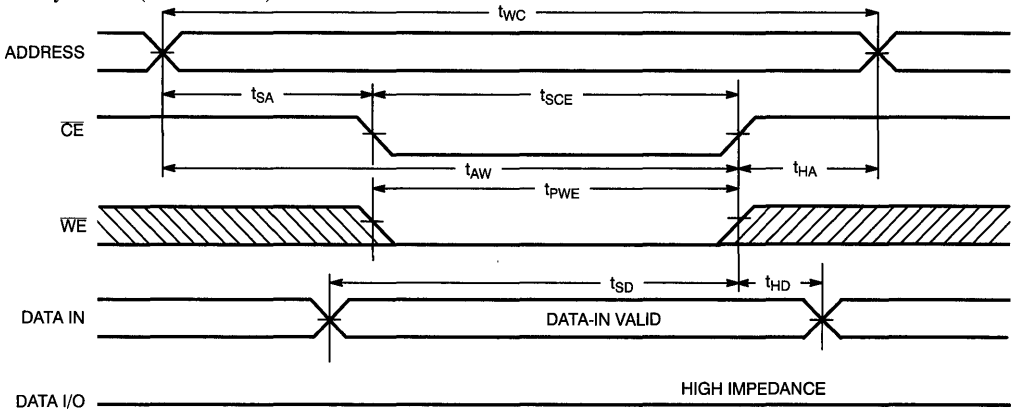 tWC
ADDRESS
tSA
tSCE
CE
tAW
tHA
tPWE
WE
tSD
tHD
DATA IN
DATA-IN VALID
HIGH IMPEDANCE
DATA I/O